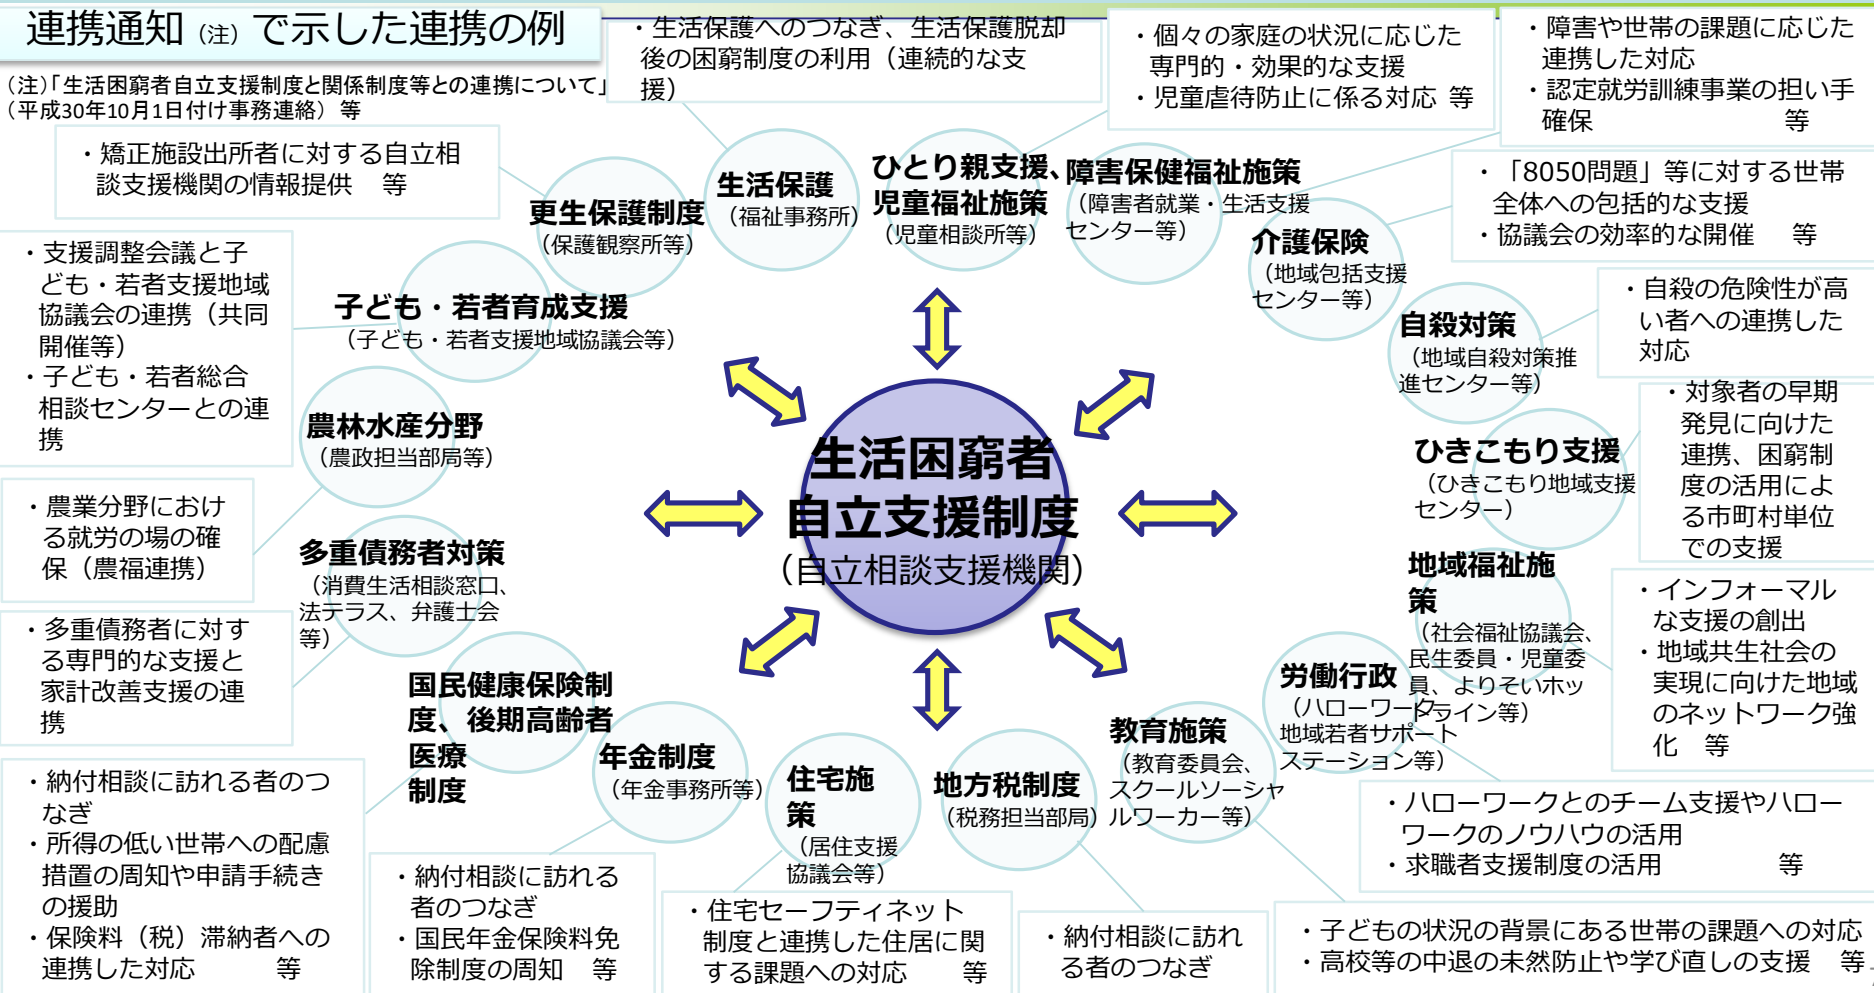 連携通知（注）で示した連携の例
（注）「生活困窮者自立支援制度と関係制度等との連携について」
（平成30年10月1日付け事務連絡）等
・生活保護へのつなぎ、生活保護脱却
後の困窮制度の利用（連続的な支
援）
・個々の家庭の状況に応じた
専門的・効果的な支援
・児童虐待防止に係る対応 等
・障害や世帯の課題に応じた
連携した対応
・認定就労訓練事業の担い手
確保 等
・矯正施設出所者に対する自立相
談支援機関の情報提供 等
・「8050問題」等に対する世帯
全体への包括的な支援
・協議会の効率的な開催 等
更生保護制度
（保護観察所等）
生活保護
（福祉事務所）
ひとり親支援、
児童福祉施策
（児童相談所等）
障害保健福祉施策
（障害者就業・生活支援
センター等）
介護保険
（地域包括支援
センター等）
・支援調整会議と子
ども・若者支援地域
協議会の連携（共同
開催等）
・子ども・若者総合
相談センターとの連
携
子ども・若者育成支援
（子ども・若者支援地域協議会等）
自殺対策
（地域自殺対策推
進センター等）
・自殺の危険性が高
い者への連携した
対応
農林水産分野
（農政担当部局等）
生活困窮者
自立支援制度
（自立相談支援機関）
ひきこもり支援
（ひきこもり地域支援
センター）
・対象者の早期
発見に向けた
連携、困窮制
度の活用によ
る市町村単位
での支援
・農業分野におけ
る就労の場の確
保（農福連携）
多重債務者対策
（消費生活相談窓口、
法テラス、弁護士会
等）
地域福祉施
策
（社会福祉協議会、
民生委員・児童委
員、よりそいホッ
トライン等）
・インフォーマル
な支援の創出
・地域共生社会の
実現に向けた地域
のネットワーク強
化 等
・多重債務者に対す
る専門的な支援と
家計改善支援の連
携
国民健康保険制
度、後期高齢者
医療
制度
年金制度
（年金事務所等）
住宅施
策
（居住支援
協議会等）
地方税制度
（税務担当部局）
教育施策
（教育委員会、
スクールソーシャ
ルワーカー等）
労働行政
（ハローワーク、
地域若者サポート
ステーション等）
・納付相談に訪れる者のつ
なぎ
・所得の低い世帯への配慮
措置の周知や申請手続き
の援助
・保険料（税）滞納者への
連携した対応 等
・納付相談に訪れる
者のつなぎ
・国民年金保険料免
除制度の周知 等
・住宅セーフティネット
制度と連携した住居に関
する課題への対応 等
・納付相談に訪れ
る者のつなぎ
・ハローワークとのチーム支援やハロー
ワークのノウハウの活用
・求職者支援制度の活用 等
・子どもの状況の背景にある世帯の課題への対応
・高校等の中退の未然防止や学び直しの支援 等